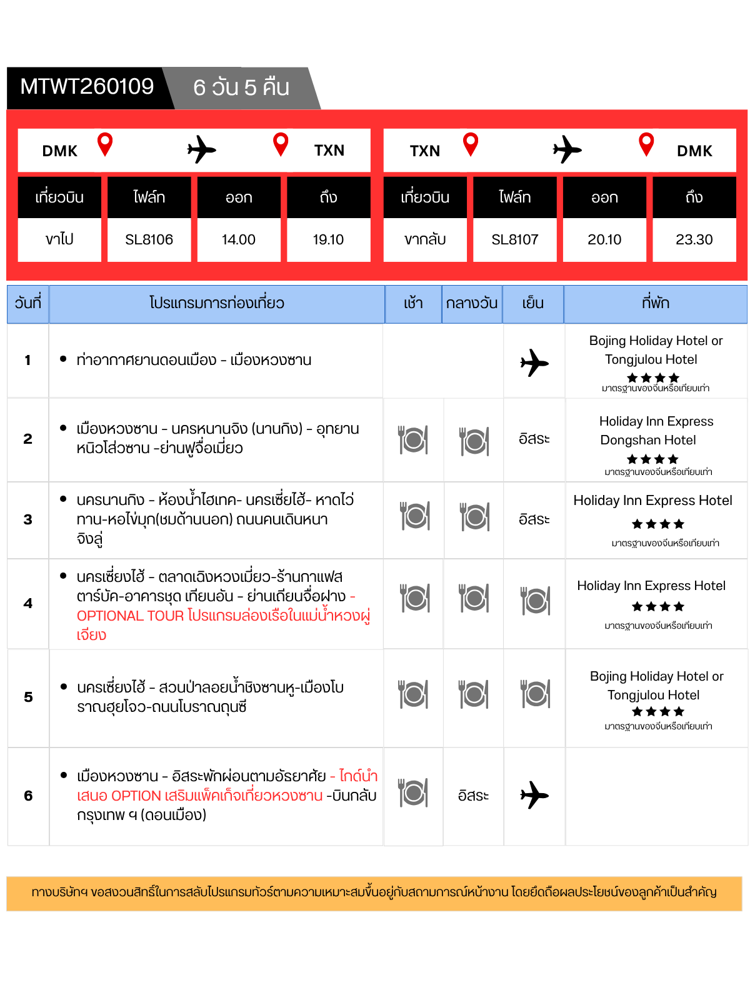 MTWT260109 6 วัน 5 คืน
DMK TXN TXN DMK
เที่ยวบิน ไฟล์ท ออก ถึง เที่ยวบิน ไฟล์ท ออก ถึง
ขาไป SL8106 14.00 19.10 ขากลับ SL8107 20.10 23.30
วันที่ โปรแกรมการท่องเที่ยว เช้า กลางวัน เย็น ที่พัก
1
• ท่าอากาศยานดอนเมือง - เมืองหวงซาน
Bojing Holiday Hotel or
Tongjulou Hotel
มาตรฐานของจีนหรือเทียบเท่า
2
• เมืองหวงซาน - นครหนานจิง (นานกิง) - อุทยาน
หนิวโส่วซาน -ย่านฟูจื่อเมี่ยว
อิสระ
Holiday Inn Express
Dongshan Hotel
มาตรฐานของจีนหรือเทียบเท่า
3
• นครนานกิง - ห้องน้ำไฮเทค- นครเซี่ยไฮ้- หาดไว่
ทาน-หอไข่มุก(ชมด้านนอก) ถนนคนเดินหนา
จิงลู่
อิสระ
Holiday Inn Express Hotel
มาตรฐานของจีนหรือเทียบเท่า
4
• นครเซี่ยงไฮ้ - ตลาดเฉิงหวงเมี่ยว-ร้านกาแฟส
ตาร์บัค-อาคารชุด เทียนอัน - ย่านเถียนจื่อฝาง -
OPTIONAL TOUR โปรแกรมล่องเรือในแม่น้ำหวงผู่
เจียง
Holiday Inn Express Hotel
มาตรฐานของจีนหรือเทียบเท่า
5
• นครเซี่ยงไฮ้ - สวนป่าลอยน้ำชิงซานหู-เมืองโบ
ราณฮุยโจว-ถนนโบราณถุนซี
Bojing Holiday Hotel or
Tongjulou Hotel
มาตรฐานของจีนหรือเทียบเท่า
6
• เมืองหวงซาน - อิสระพักผ่อนตามอัธยาศัย - ไกด์นำ
เสนอ OPTION เสริมแพ็คเก็จเที่ยวหวงซาน -บินกลับ
กรุงเทพ ฯ (ดอนเมือง)
อิสระ
ทางบริษัทฯ ขอสงวนสิทธิ์ในการสลับโปรแกรมทัวร์ตามความเหมาะสมขึ้นอยู่กับสถามการณ์หน้างาน โดยยึดถือผลประโยชน์ของลูกค้าเป็นสำคัญ